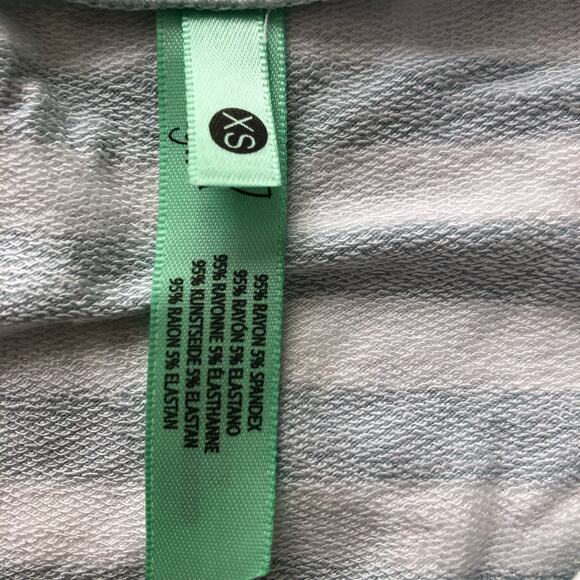 XS
95% RAYON 5% SPANDEX
95% RAYÓN 5% ELASTANO
95% RAYONNE 5% ELASTHANNE
95% KUNSTSEIDE 5% ELASTAN
95% RAION 5% ELASTAN